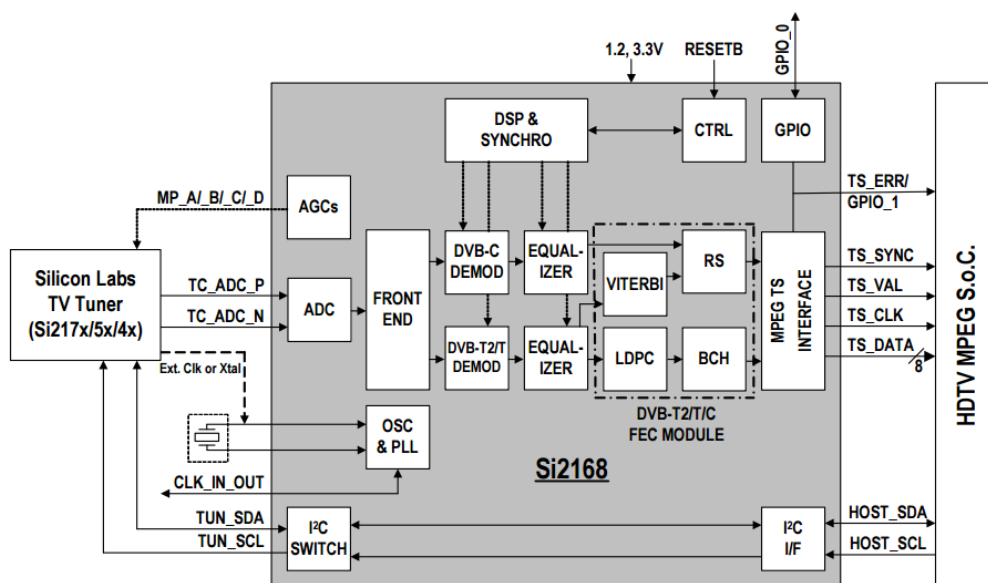 1.2, 3.3V
RESETB
GPIO_0
DSP &
SYNCHRO
CTRL
GPIO
MP_A/_B/_C/_D
AGCs
TS_ERR/
GPIO_1
Silicon Labs
TV Tuner
(Si217x/5x/4x)
TC_ADC_P
TC_ADC_N
ADC
FRONT
END
DVB-C
DEMOD
EQUAL-
IZER
VITERBI
RS
DVB-T2/T
DEMOD
EQUAL-
IZER
LDPC
BCH
MPEG TS
INTERFACE
TS_SYNC
TS_VAL
TS_CLK
TS_DATA
8
HDTV MPEG S.o.C.
Ext. Clk or Xtal
OSC
& PLL
DVB-T2/T/C
FEC MODULE
Si2168
CLK_IN_OUT
TUN_SDA
TUN_SCL
I²C
SWITCH
I²C
I/F
HOST_SDA
HOST_SCL